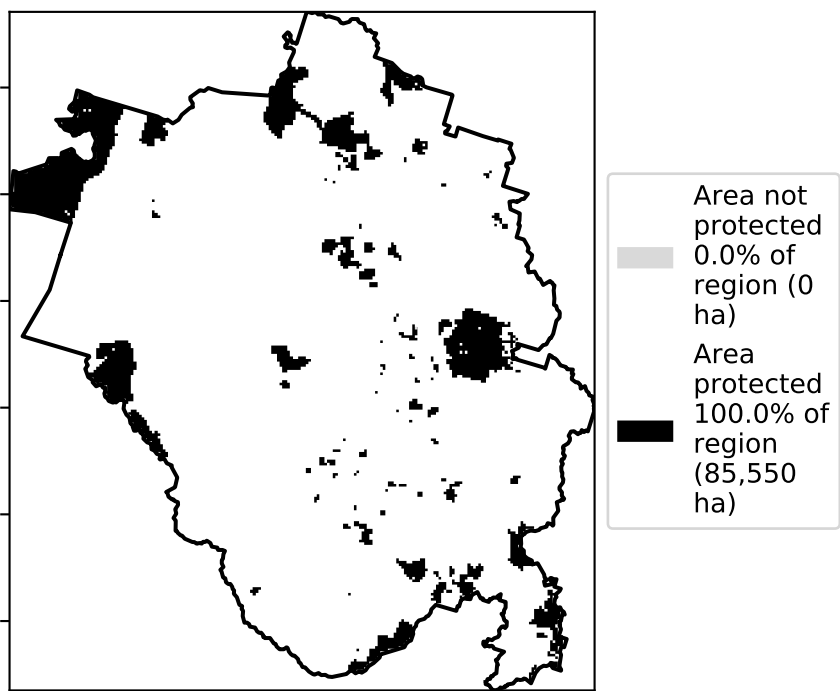 Area not
protected
0.0% of
region (0
ha)
Area
protected
100.0% of
region
(85,550
ha)